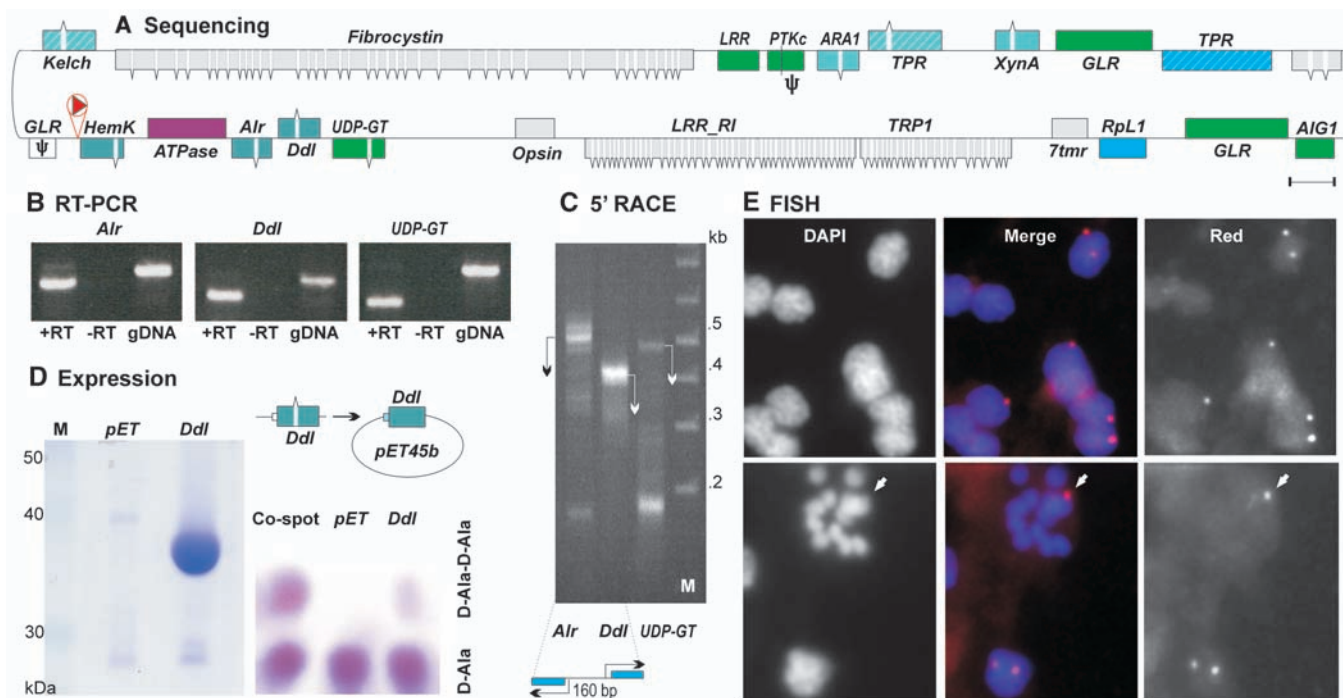 A Sequencing
Fibrocystin
LRR PTKc ARA1
TPR
Kelch
ψ
TPR
XynA
GLR
GLR HemK
ATPase
Alr
Ddl
UDP-GT
Opsin
LRR_RI
TRP1
7tmr
RpL1
GLR
AIG1
ψ
B RT-PCR
Alr Ddl UDP-GT
+RT -RT gDNA +RT -RT gDNA +RT -RT gDNA
C 5' RACE
kb
.5
.4
.3
.2
M
Alr Ddl UDP-GT
160 bp
D Expression
M pET Ddl
50
40
30
kDa
Ddl
Ddl
pET45b
Co-spot pET Ddl
D-Ala-D-Ala
D-Ala
E FISH
DAPI Merge Red